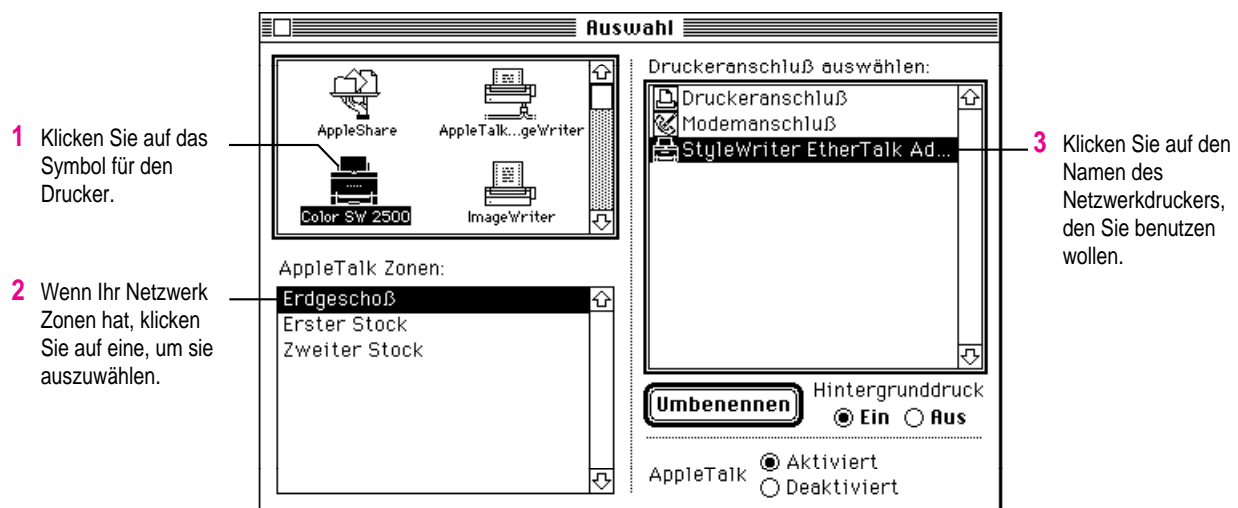 Auswahl
1 Klicken Sie auf das
Symbol für den
Drucker.
2 Wenn Ihr Netzwerk
Zonen hat, klicken
Sie auf eine, um sie
auszuwählen.
AppleShare
AppleTalk...geWriter
Color SW 2500
ImageWriter
AppleTalk Zonen:
Erdgeschoß
Erster Stock
Zweiter Stock
Druckeranschluß auswählen:
Druckeranschluß
Modemanschluß
StyleWriter EtherTalk Ad...
Umbenennen
Hintergrunddruck
Ein Aus
AppleTalk
Aktiviert
Deaktiviert
3 Klicken Sie auf den
Namen des
Netzwerkdruckers,
den Sie benutzen
wollen.